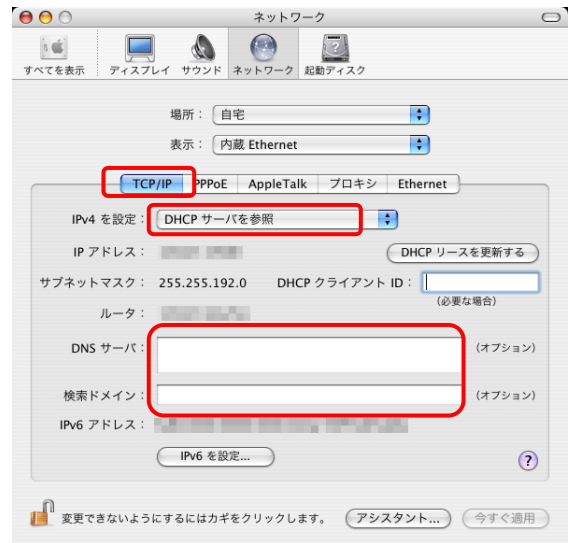 ネットワーク
すべてを表示 ディスプレイ サウンド ネットワーク 起動ディスク
場所： 自宅
表示： 内蔵 Ethernet
TCP/IP PPPoE AppleTalk プロキシ Ethernet
IPv4 を設定： DHCP サーバを参照
IP アドレス： DHCP リースを更新する
サブネットマスク： 255.255.192.0 DHCP クライアント ID：
(必要な場合)
ルータ：
DNS サーバ： (オプション)
検索ドメイン： (オプション)
IPv6 アドレス：
IPv6 を設定... ?
変更できないようにするにはカギをクリックします。 アシスタント... 今すぐ適用